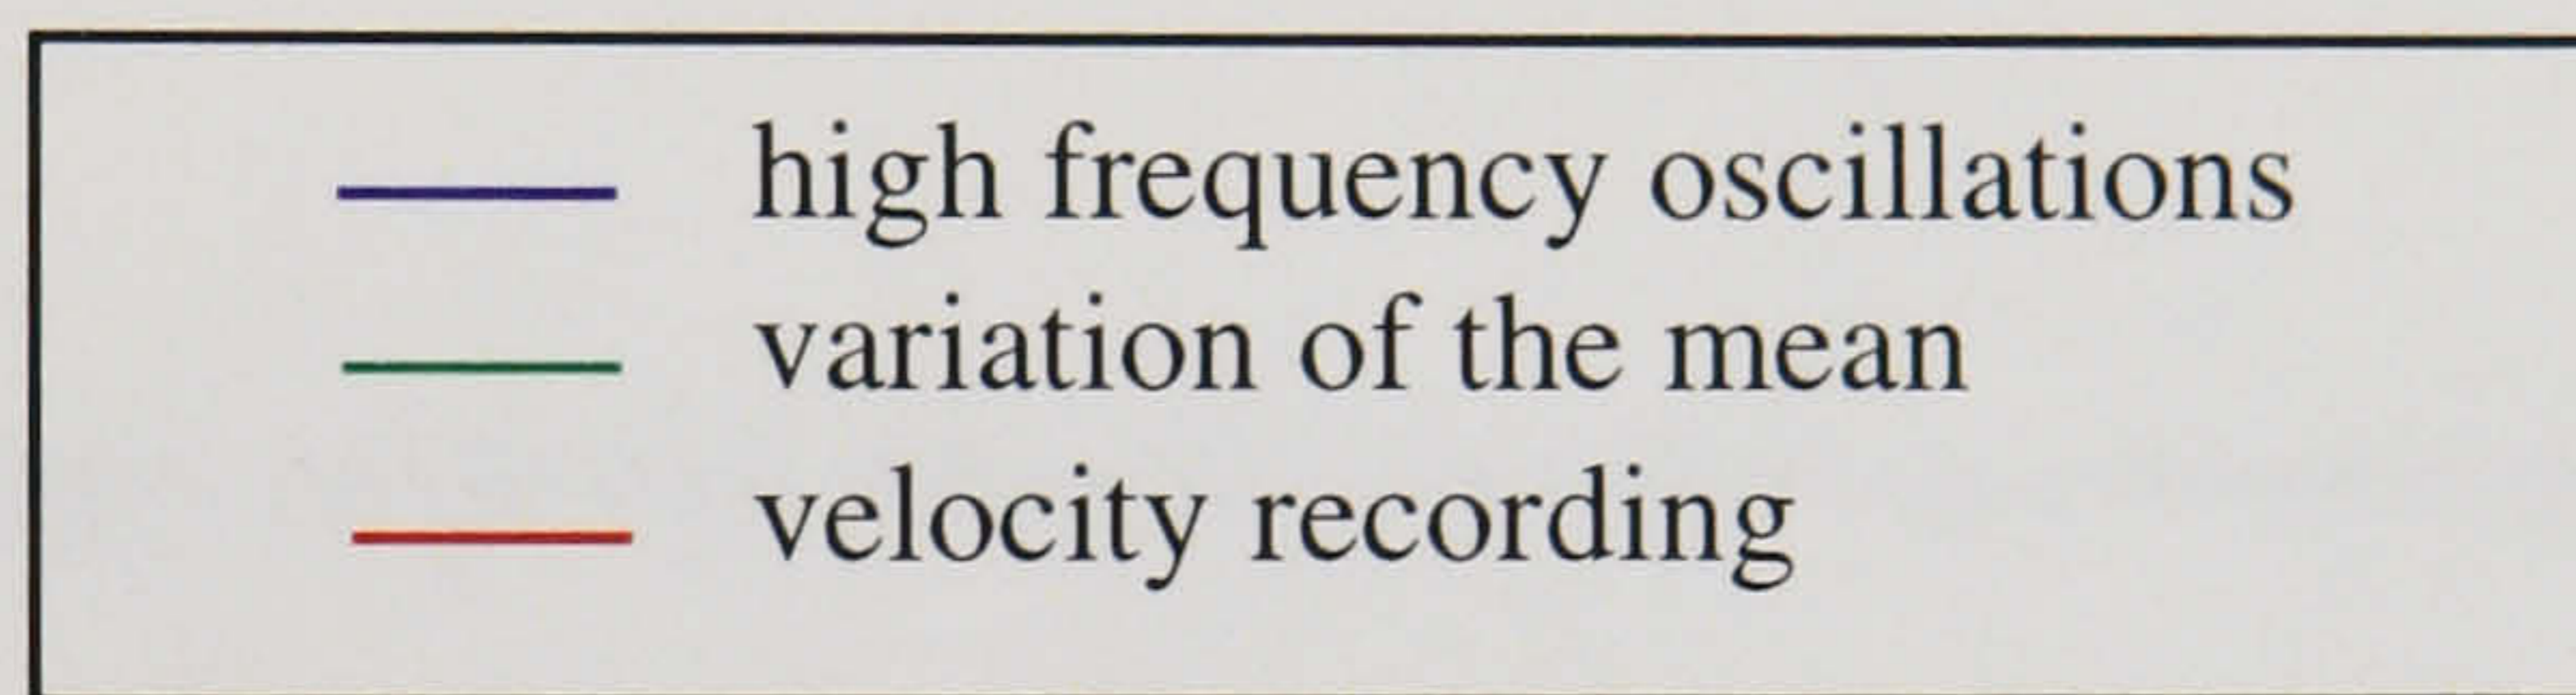 high frequency oscillations
variation of the mean
velocity recording